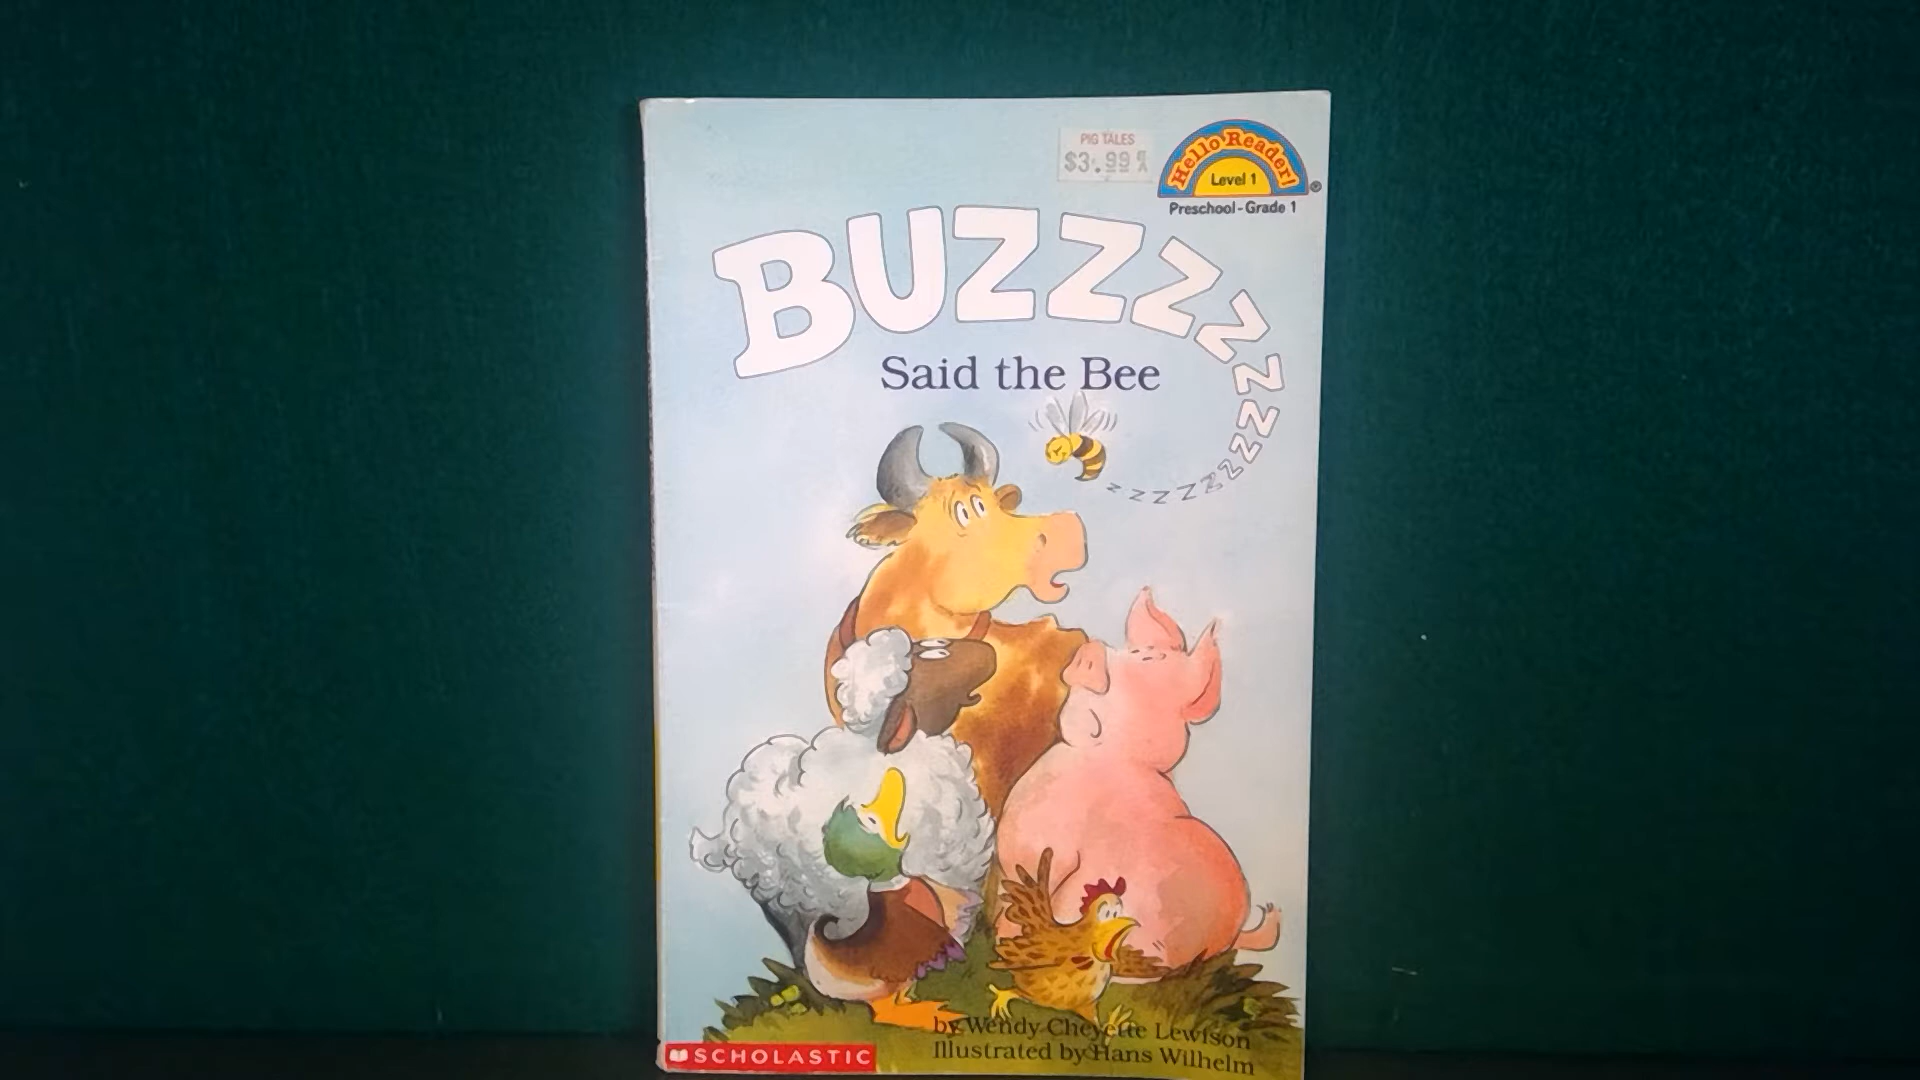 PIG TALES
$3.99
Hello Reader!
Level 1
®
Preschool-Grade 1
BUZZZZZZZZZZZZZZ
Said the Bee
by Wendy Cheyette Lewison
Illustrated by Hans Wilhelm
SCHOLASTIC